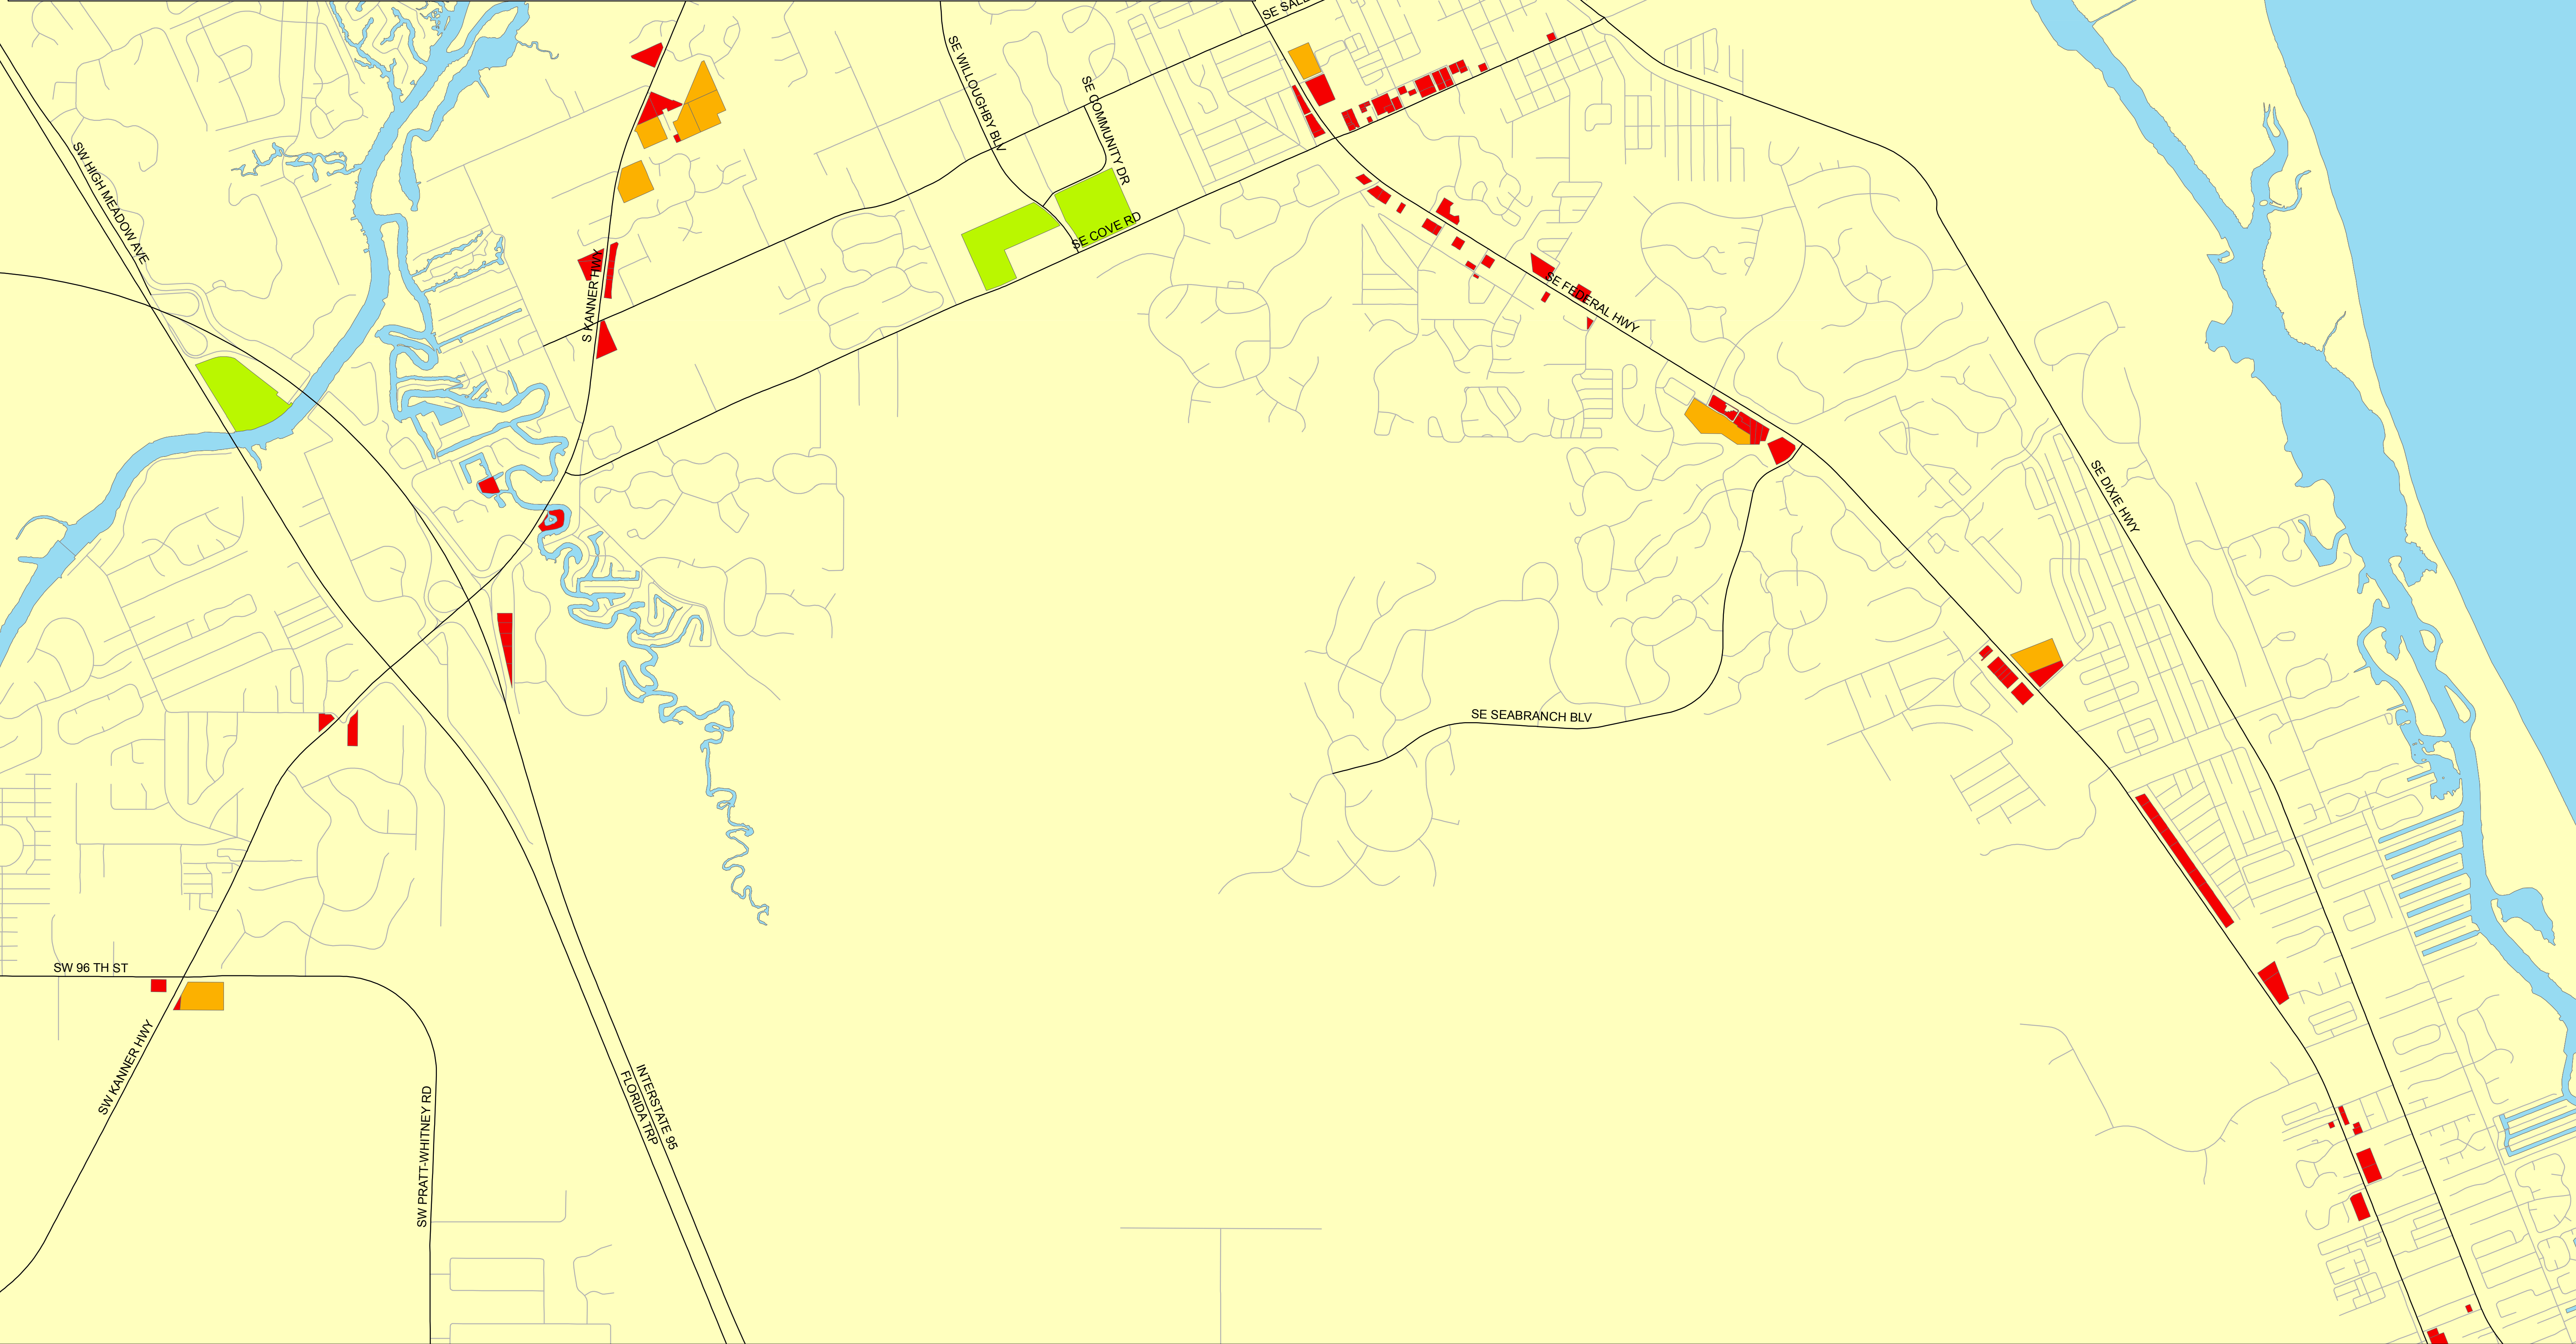 SE SALE
SE WILLOUGHBY BLV
SE COMMUNITY DR
SW HIGH MEADOW AVE
SE COVE RD
S KANNER HWY
SE FEDERAL HWY
SE DIXIE HWY
SE SEABRANCH BLV
SW 96 TH ST
SW KANNER HWY
SW PRATT-WHITNEY RD
INTERSTATE 95
FLORIDA TRP